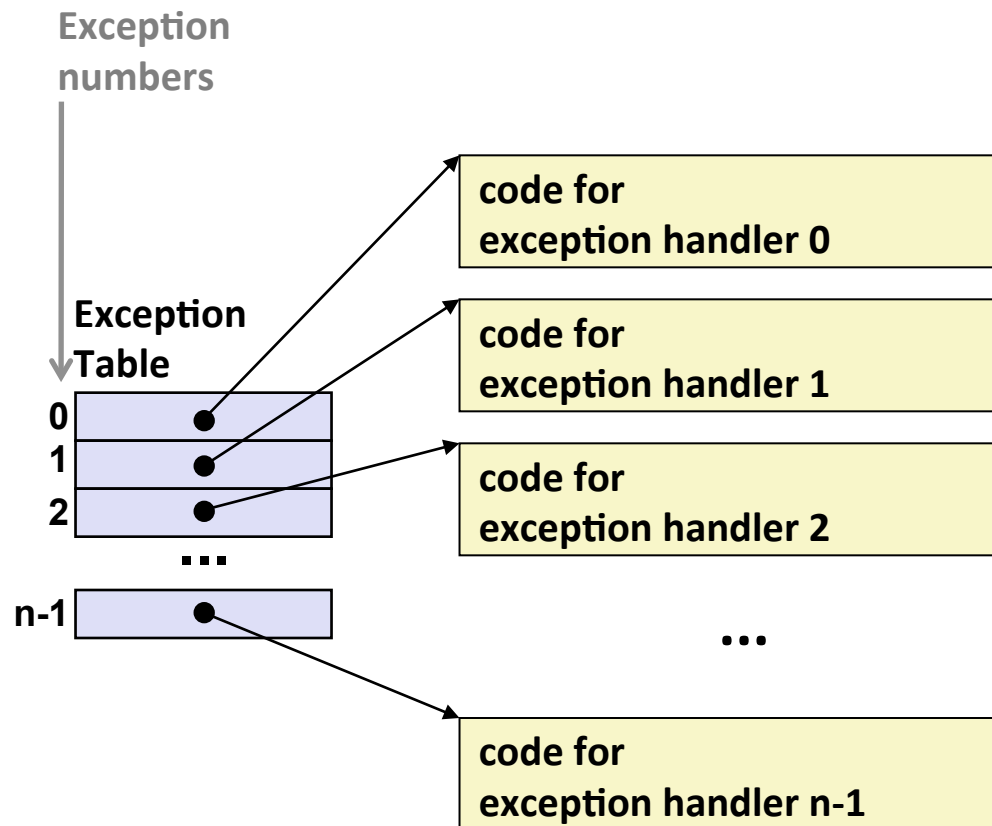 Exception
numbers
code for
exception handler 0
Exception
Table
code for
exception handler 1
0
1
2
...
n-1
code for
exception handler 2
...
code for
exception handler n-1